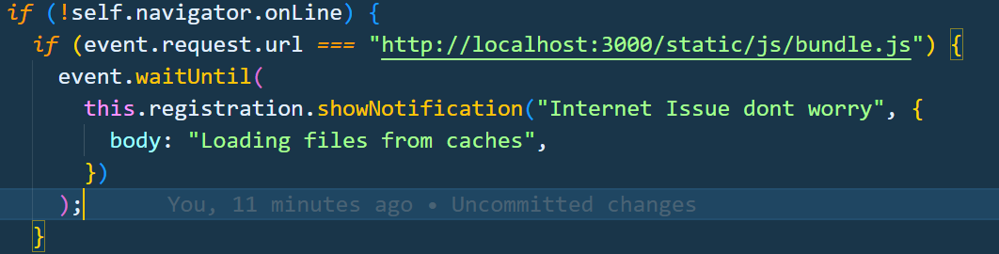 if (!self.navigator.onLine) {
if (event.request.url === "http://localhost:3000/static/js/bundle.js") {
event.waitUntil(
this.registration.showNotification("Internet Issue dont worry", {
body: "Loading files from caches",
})
); You, 11 minutes ago • Uncommitted changes
}